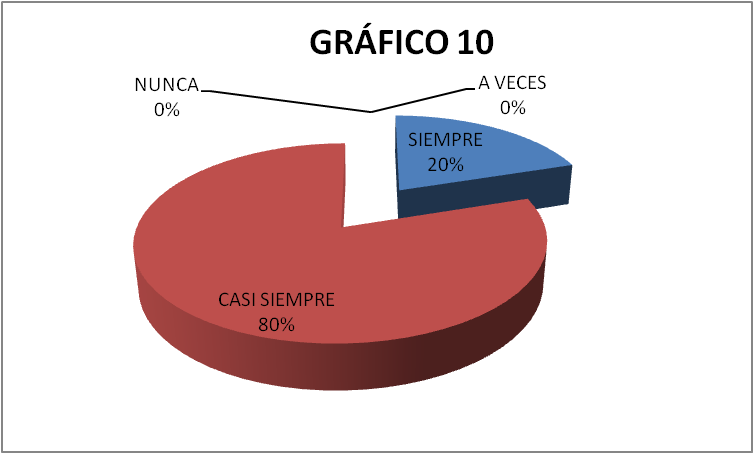 GRÁFICO 10
NUNCA
0%
A VECES
0%
SIEMPRE
20%
CASI SIEMPRE
80%